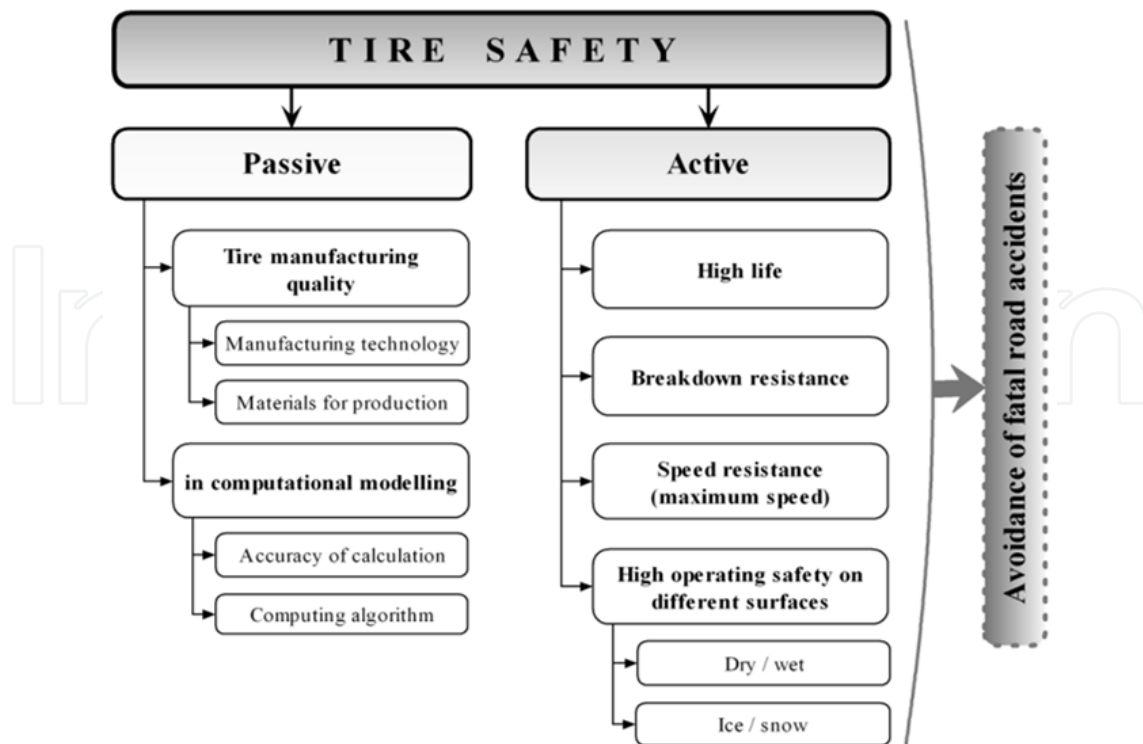 TIRE SAFETY
Passive
Tire manufacturing
quality
Manufacturing technology
Materials for production
in computational modelling
Accuracy of calculation
Computing algorithm
Active
High life
Breakdown resistance
Speed resistance
(maximum speed)
High operating safety on
different surfaces
Dry / wet
Ice / snow
Avoidance of fatal road accidents